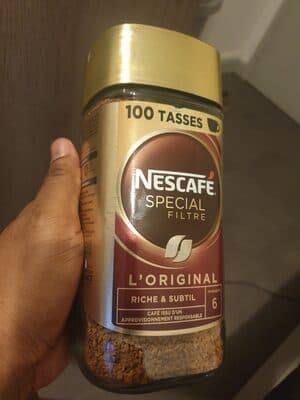 100 TASSES
NESCAFÉ
SPECIAL
FILTRE
L'ORIGINAL
RICHE & SUBTIL
6
CAFÉ ISSU D'UN
APPROVISIONNEMENT RESPONSABLE